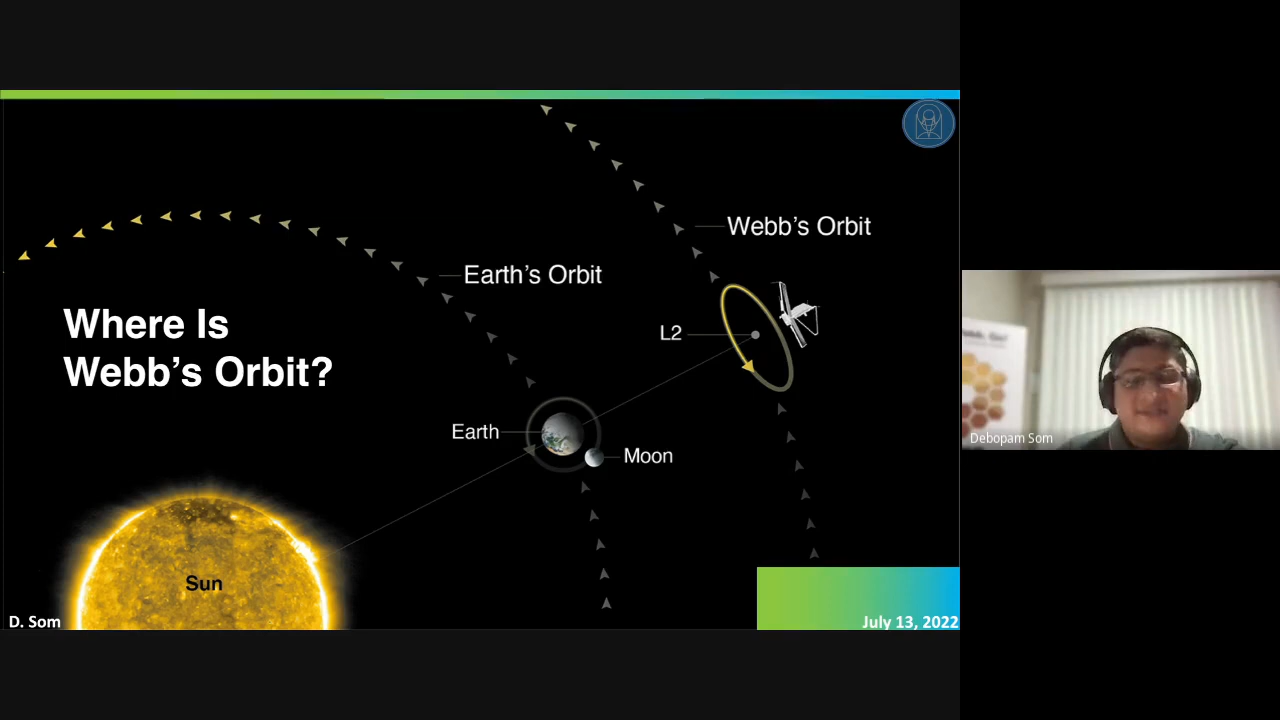 Webb's Orbit
Earth's Orbit
Where Is
Webb's Orbit?
L2
Earth
Moon
Sun
D. Som
July 13, 2022
Debopam Som